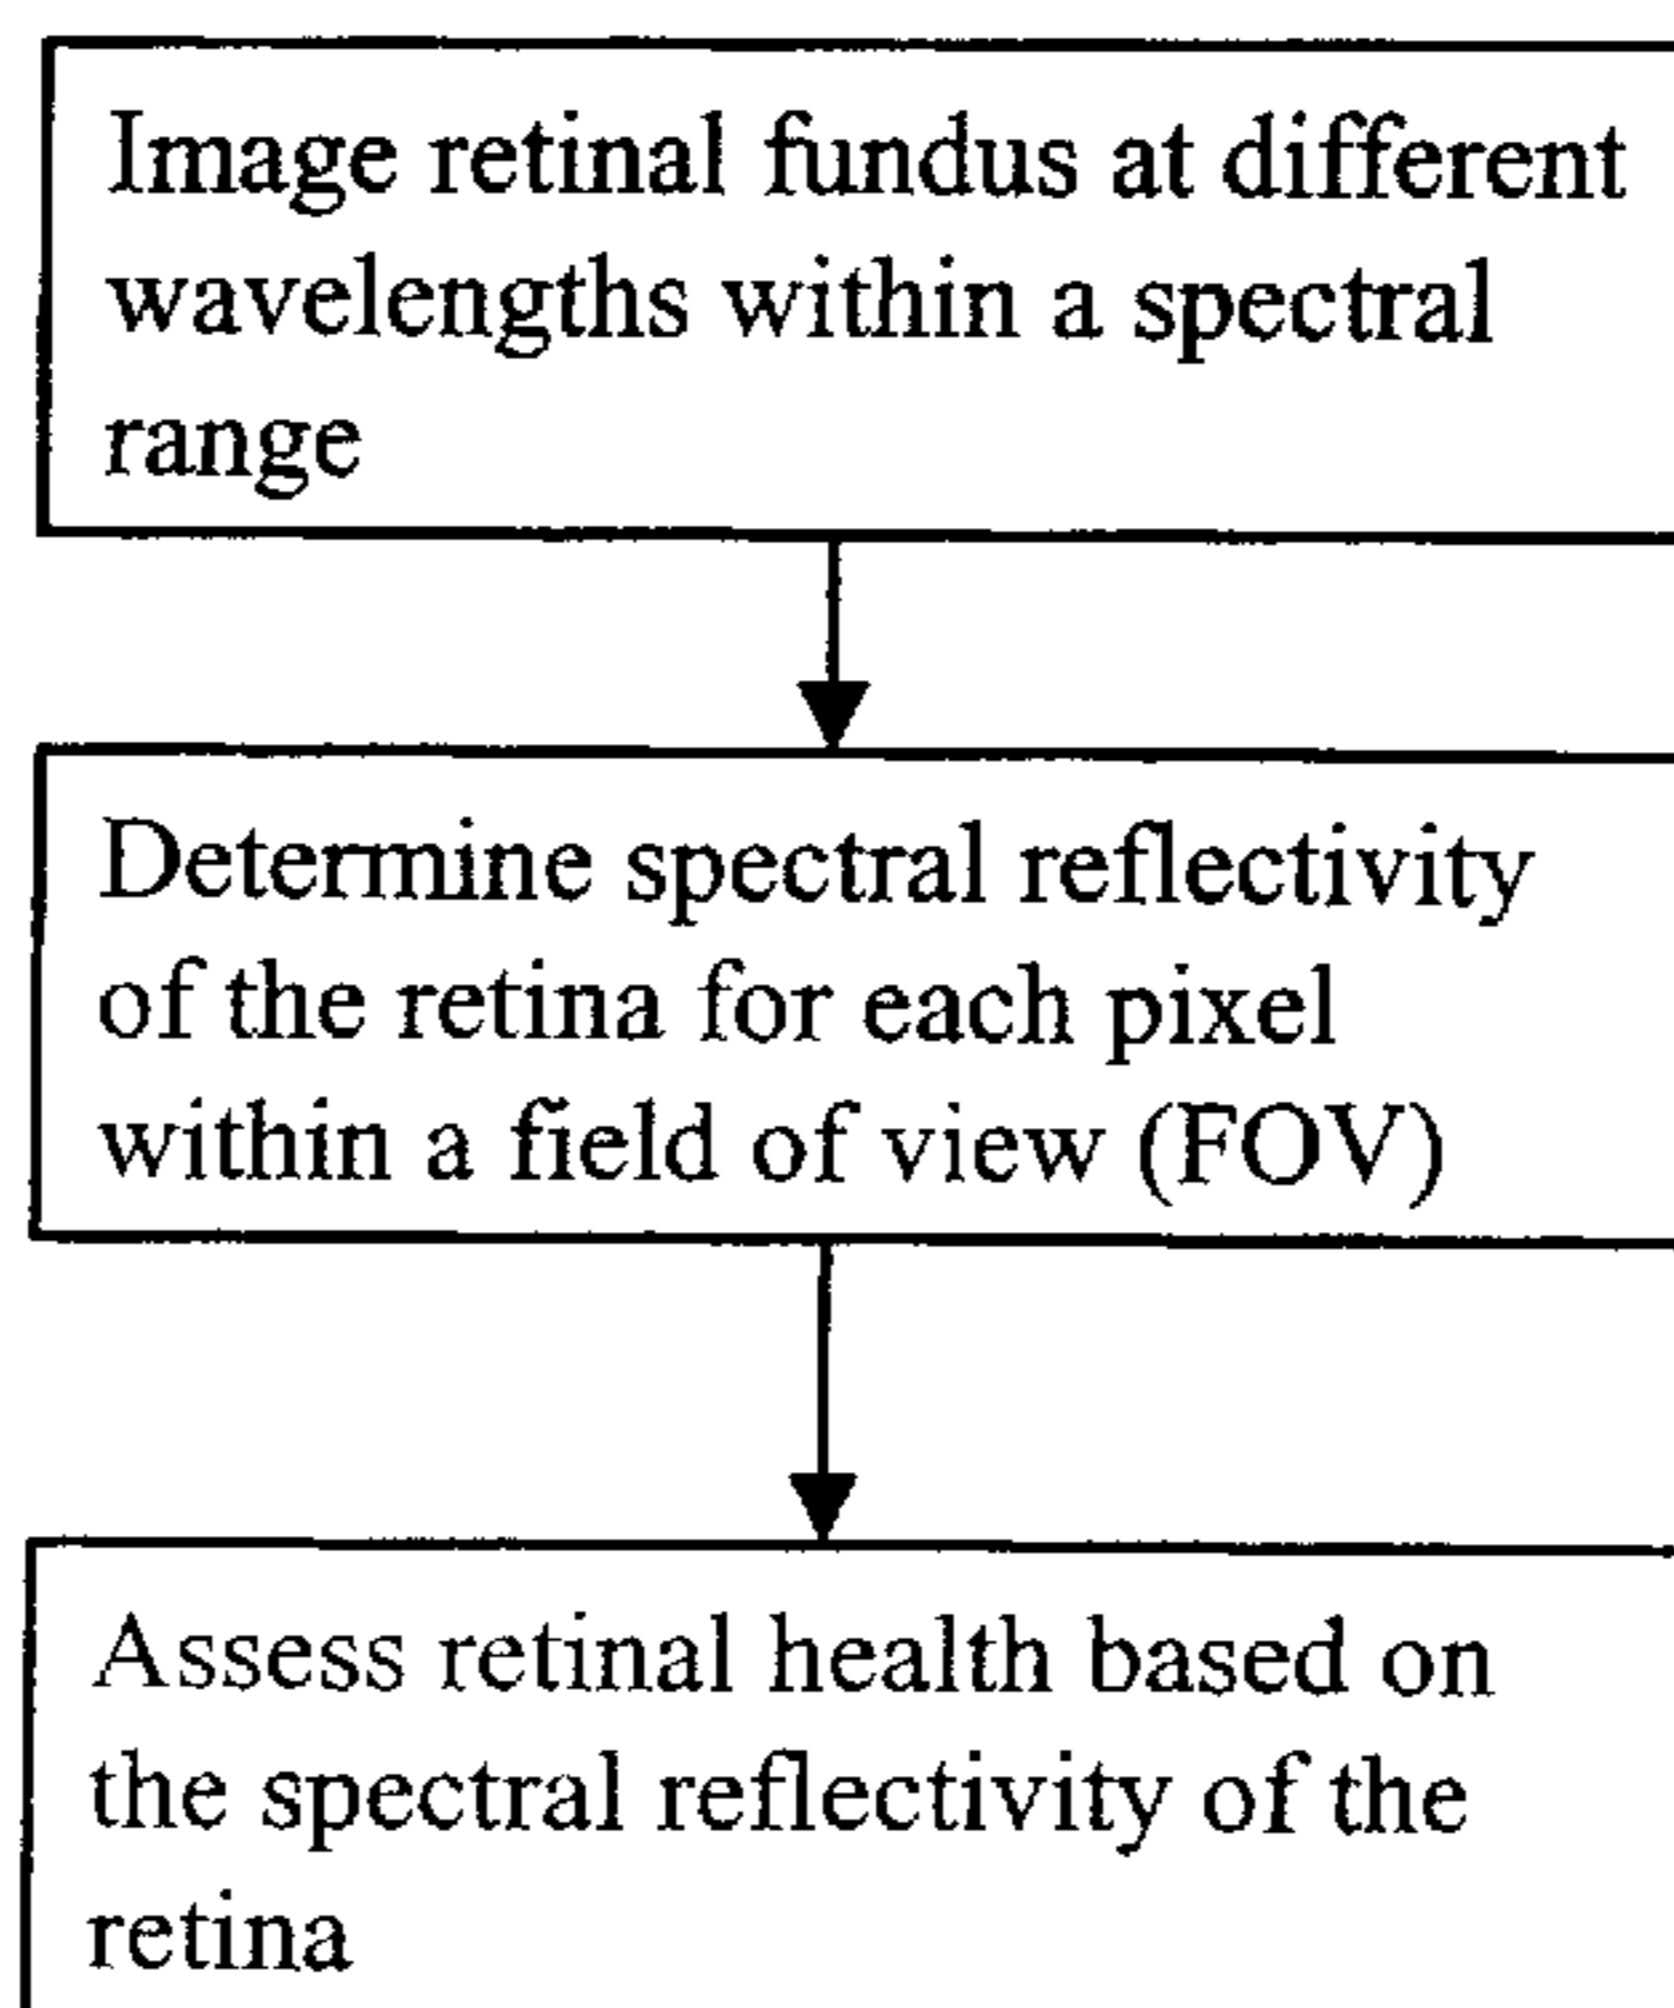 Image retinal fundus at different
wavelengths within a spectral
range
Determine spectral reflectivity
of the retina for each pixel
within a field of view (FOV)
Assess retinal health based on
the spectral reflectivity of the
retina